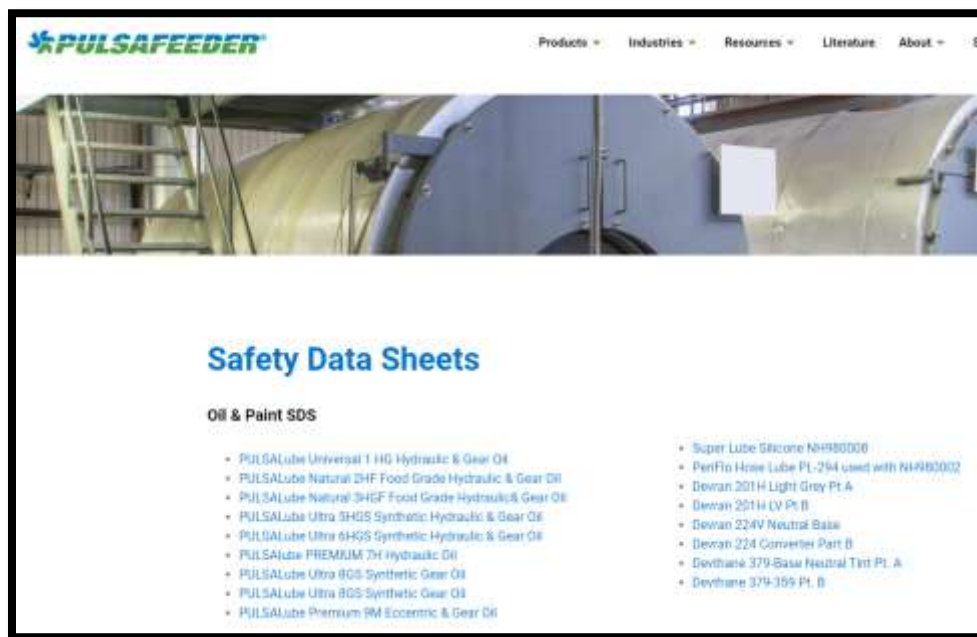 PULSAFEEDER®
Products Industries Resources Literature About
Safety Data Sheets
Oil & Paint SDS
PULSALube Universal 1 HG Hydraulic & Gear Oil
PULSALube Natural 2HF Food Grade Hydraulic & Gear Oil
PULSALube Natural 3HGF Food Grade Hydraulic& Gear Oil
PULSALube Ultra 5HGS Synthetic Hydraulic & Gear Oil
PULSALube Ultra 6HGS Synthetic Hydraulic & Gear Oil
PULSAlube PREMIUM 7H Hydraulic Oil
PULSALube Ultra 8GS Synthetic Gear Oil
PULSALube Ultra 8GS Synthetic Gear Oil
PULSALube Premium 9M Eccentric & Gear Oil
Super Lube Silicone NH980008
PeriFlo Hose Lube PL-294 used with NH980002
Devran 201H Light Grey Pt A
Devran 201H LV Pt B
Devran 224V Neutral Base
Devran 224 Converter Part B
Devthane 379-Base Neutral Tint Pt. A
Devthane 379-359 Pt. B